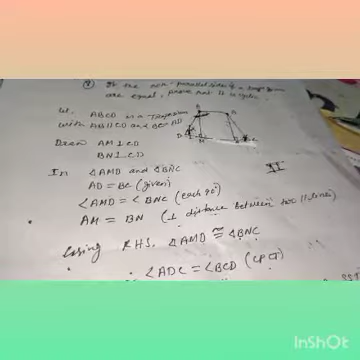 If the non-parallel side of a trapezium
are equal, prove that it is cyclic.
Let, ABCD is a Trapezium
with AB||CD and BC=AD
A B
D M N C
Draw AM⊥CD
BN⊥CD
In △AMD and △BNC
AD = BC (given)
∠AMD = ∠BNC (each 90°)
AM = BN (⊥ distance between two || lines)
Using RHS. △AMD ≅ △BNC
∠ADC = ∠BCD (CPCT)
InShOt